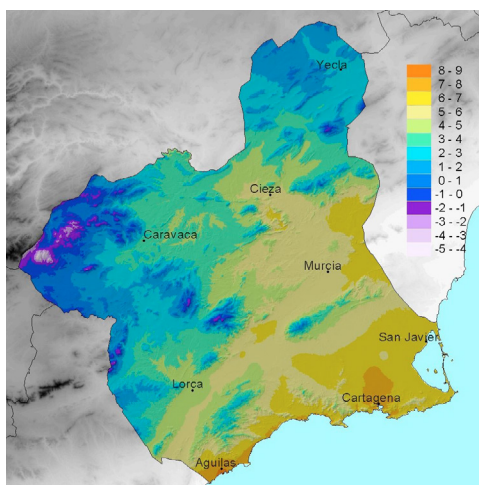 Yecla
8 - 9
7 - 8
6 - 7
5 - 6
4 - 5
3 - 4
2 - 3
1 - 2
0 - 1
-1 - 0
-2 - -1
-3 - -2
-4 - -3
-5 - -4
Cieza
Caravaca
Murcia
San Javier
Lorca
Cartagena
Aguilas